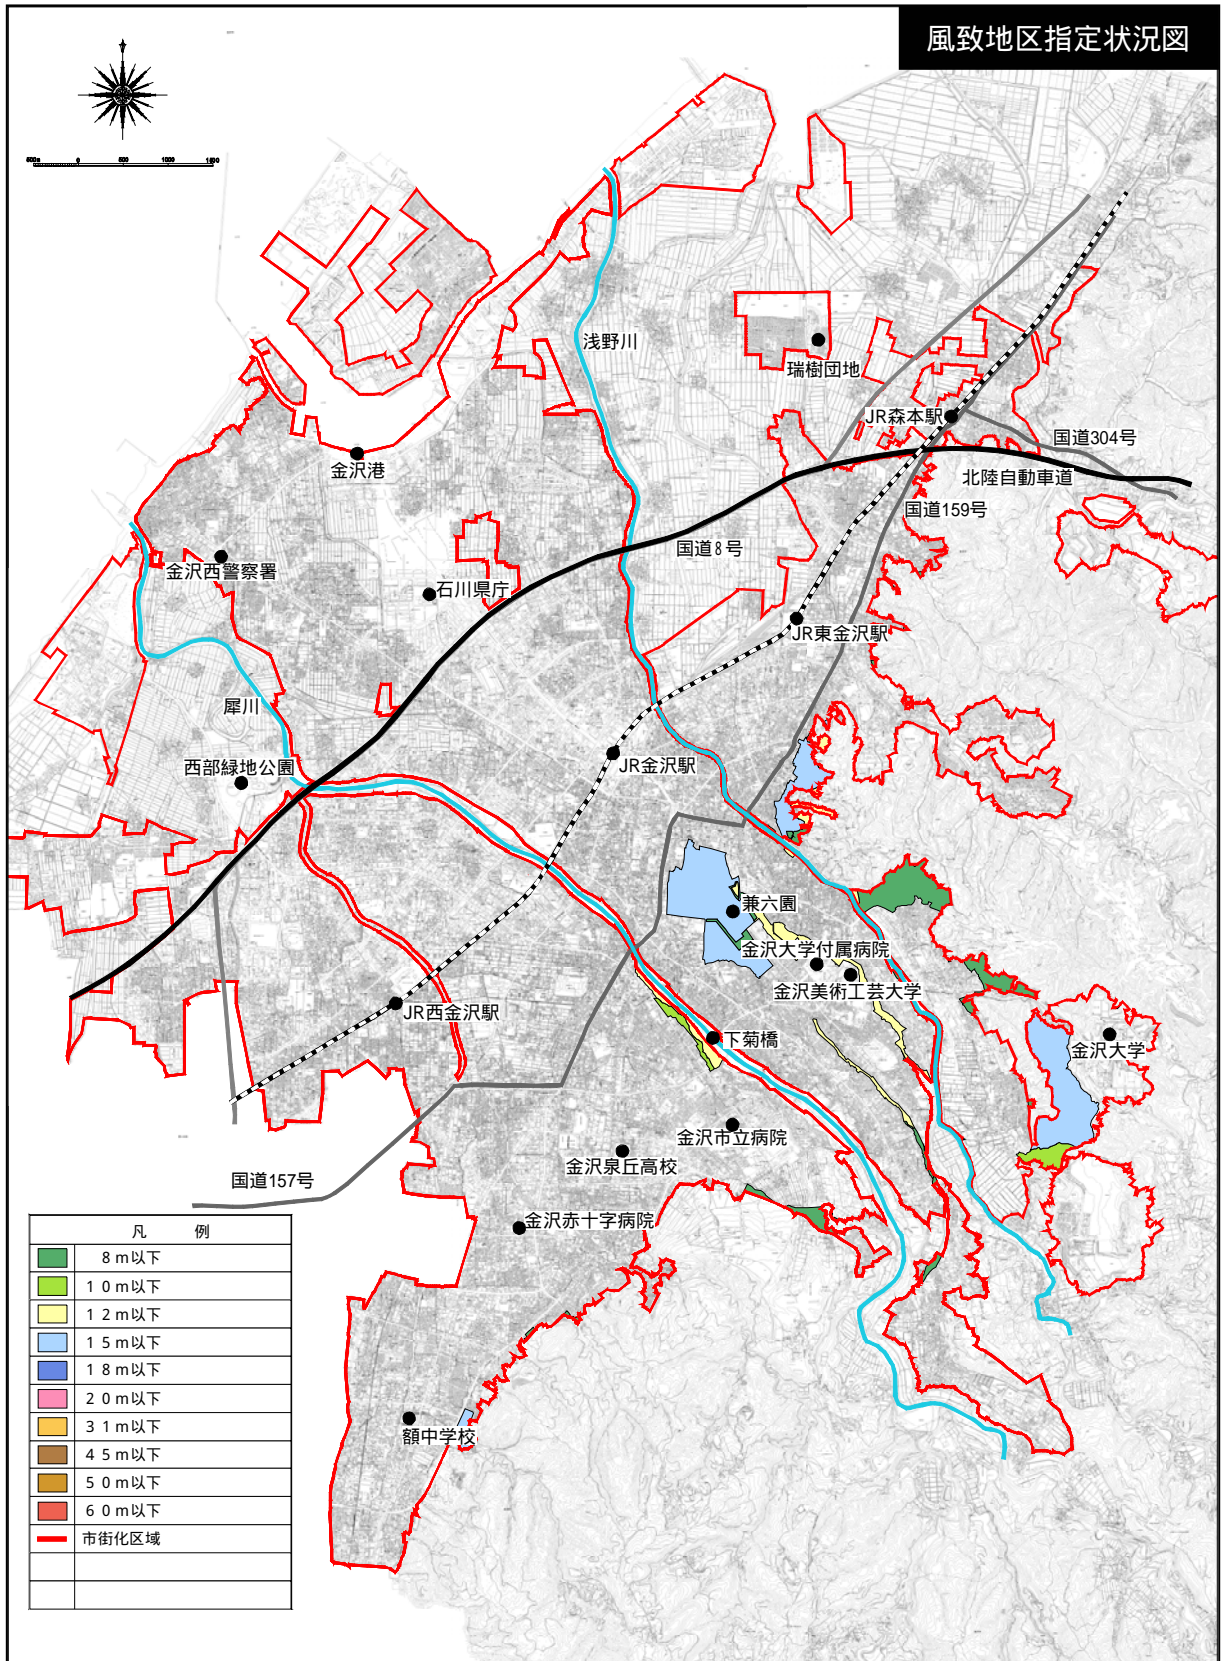 風致地区指定状況図
500m 0 500 1000 1500
浅野川
瑞樹団地
JR森本駅
国道304号
金沢港
北陸自動車道
国道159号
国道8号
金沢西警察署
石川県庁
JR東金沢駅
犀川
JR金沢駅
西部緑地公園
兼六園
金沢大学付属病院
金沢美術工芸大学
JR西金沢駅
下菊橋
金沢大学
金沢市立病院
金沢泉丘高校
国道157号
金沢赤十字病院
額中学校
凡 例
8m以下
10m以下
12m以下
15m以下
18m以下
20m以下
31m以下
45m以下
50m以下
60m以下
市街化区域